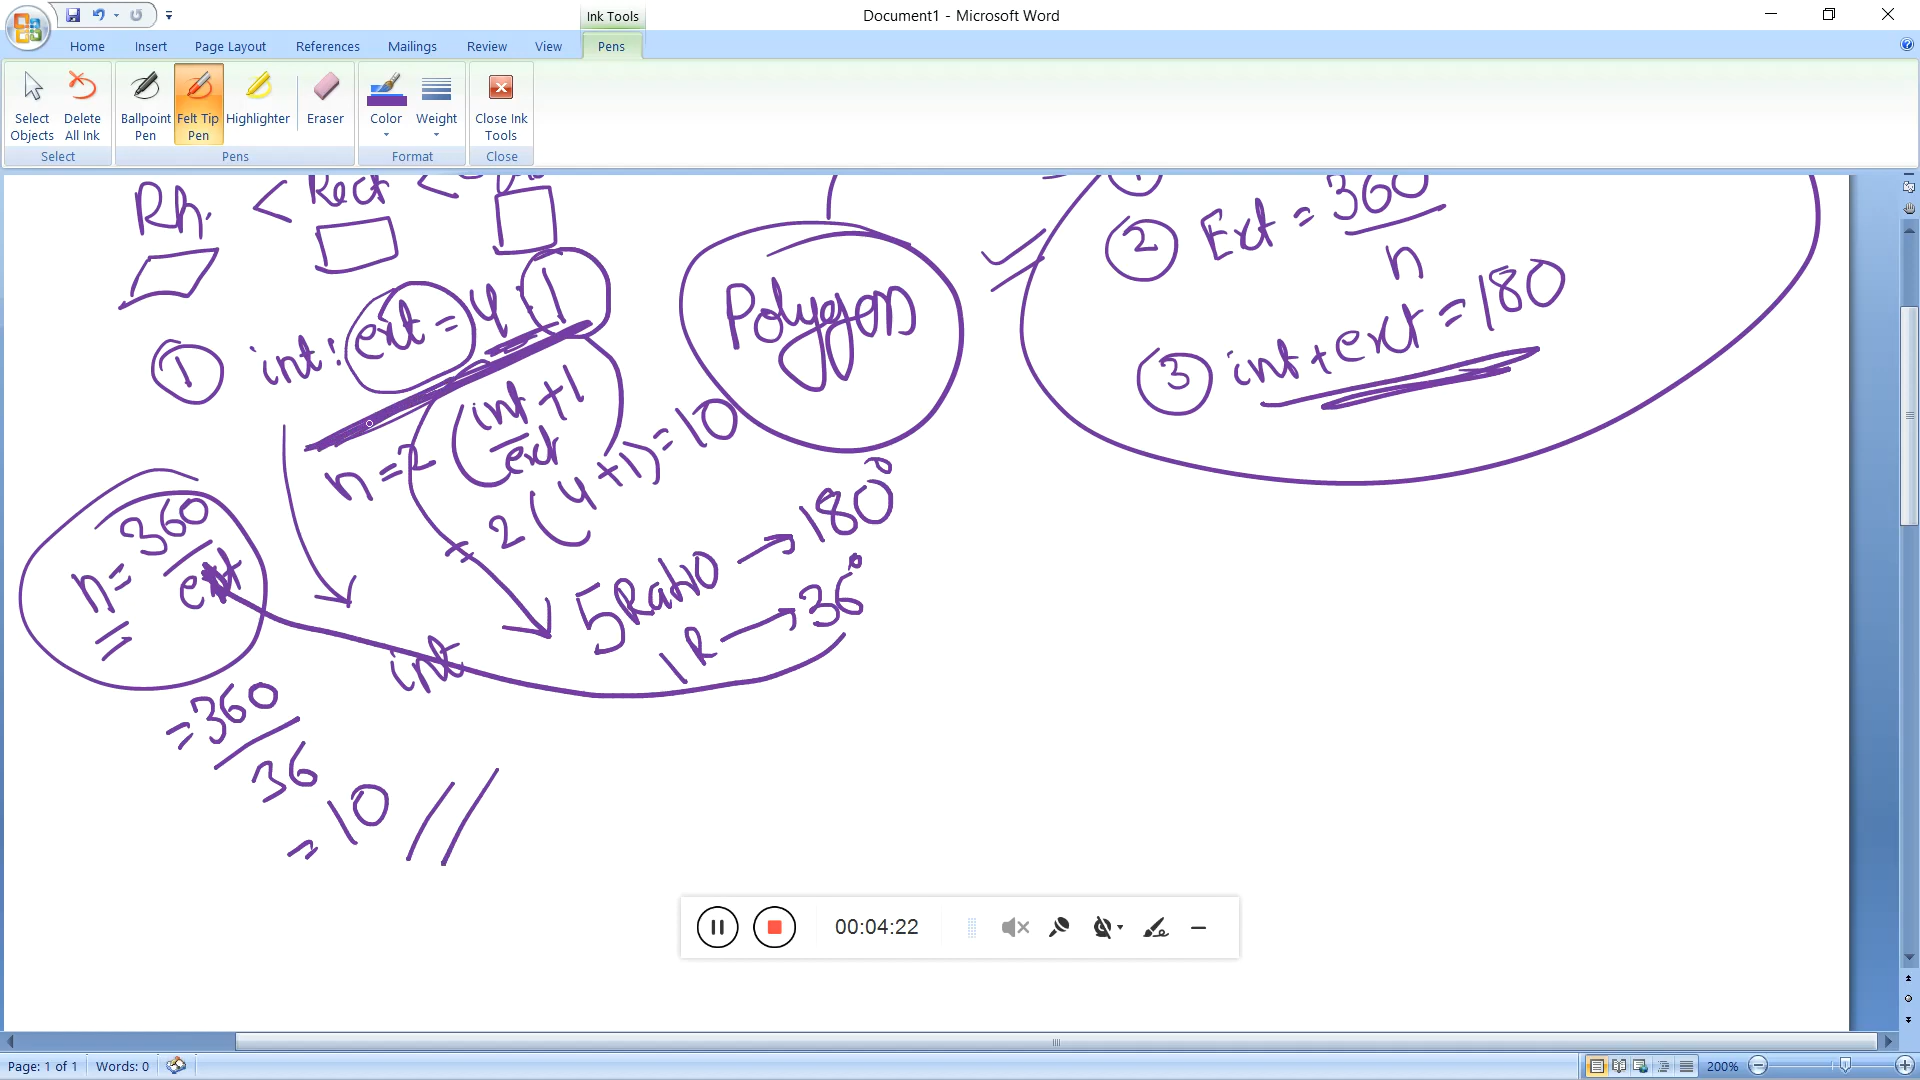 Ink Tools
Document1 - Microsoft Word
Home
Insert
Page Layout
References
Mailings
Review
View
Pens
Select Objects
Delete All Ink
Ballpoint Pen
Felt Tip Pen
Highlighter
Eraser
Color
Weight
Close Ink Tools
Select
Pens
Format
Close
Rh. < Rect <
① int : ext = 4 : 1
n = 2 (int/ext + 1
= 2 (4+1) = 10
Polygons
② Ext = 360/n
③ int + ext = 180
n = 360/ext
= 360/36
= 10 //
int
5 Ratio → 180°
1 R → 36°
00:04:22
Page: 1 of 1
Words: 0
200%